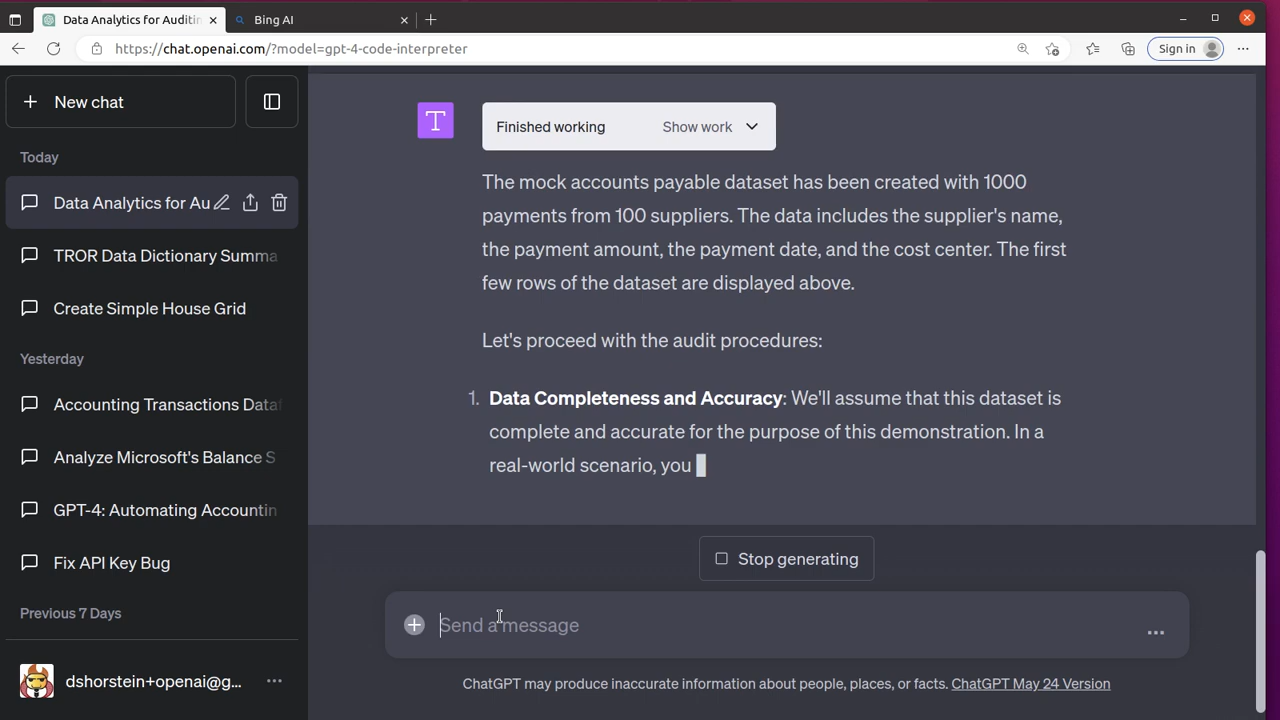 Data Analytics for Auditin
Bing AI
https://chat.openai.com/?model=gpt-4-code-interpreter
Sign in
New chat
Today
Data Analytics for Au
TROR Data Dictionary Summa
Create Simple House Grid
Yesterday
Accounting Transactions Data
Analyze Microsoft's Balance S
GPT-4: Automating Accountin
Fix API Key Bug
Previous 7 Days
dshorstein+openai@g...
T
Finished working
Show work
The mock accounts payable dataset has been created with 1000
payments from 100 suppliers. The data includes the supplier's name,
the payment amount, the payment date, and the cost center. The first
few rows of the dataset are displayed above.
Let's proceed with the audit procedures:
1. Data Completeness and Accuracy: We'll assume that this dataset is
complete and accurate for the purpose of this demonstration. In a
real-world scenario, you
Stop generating
Send a message
ChatGPT may produce inaccurate information about people, places, or facts. ChatGPT May 24 Version